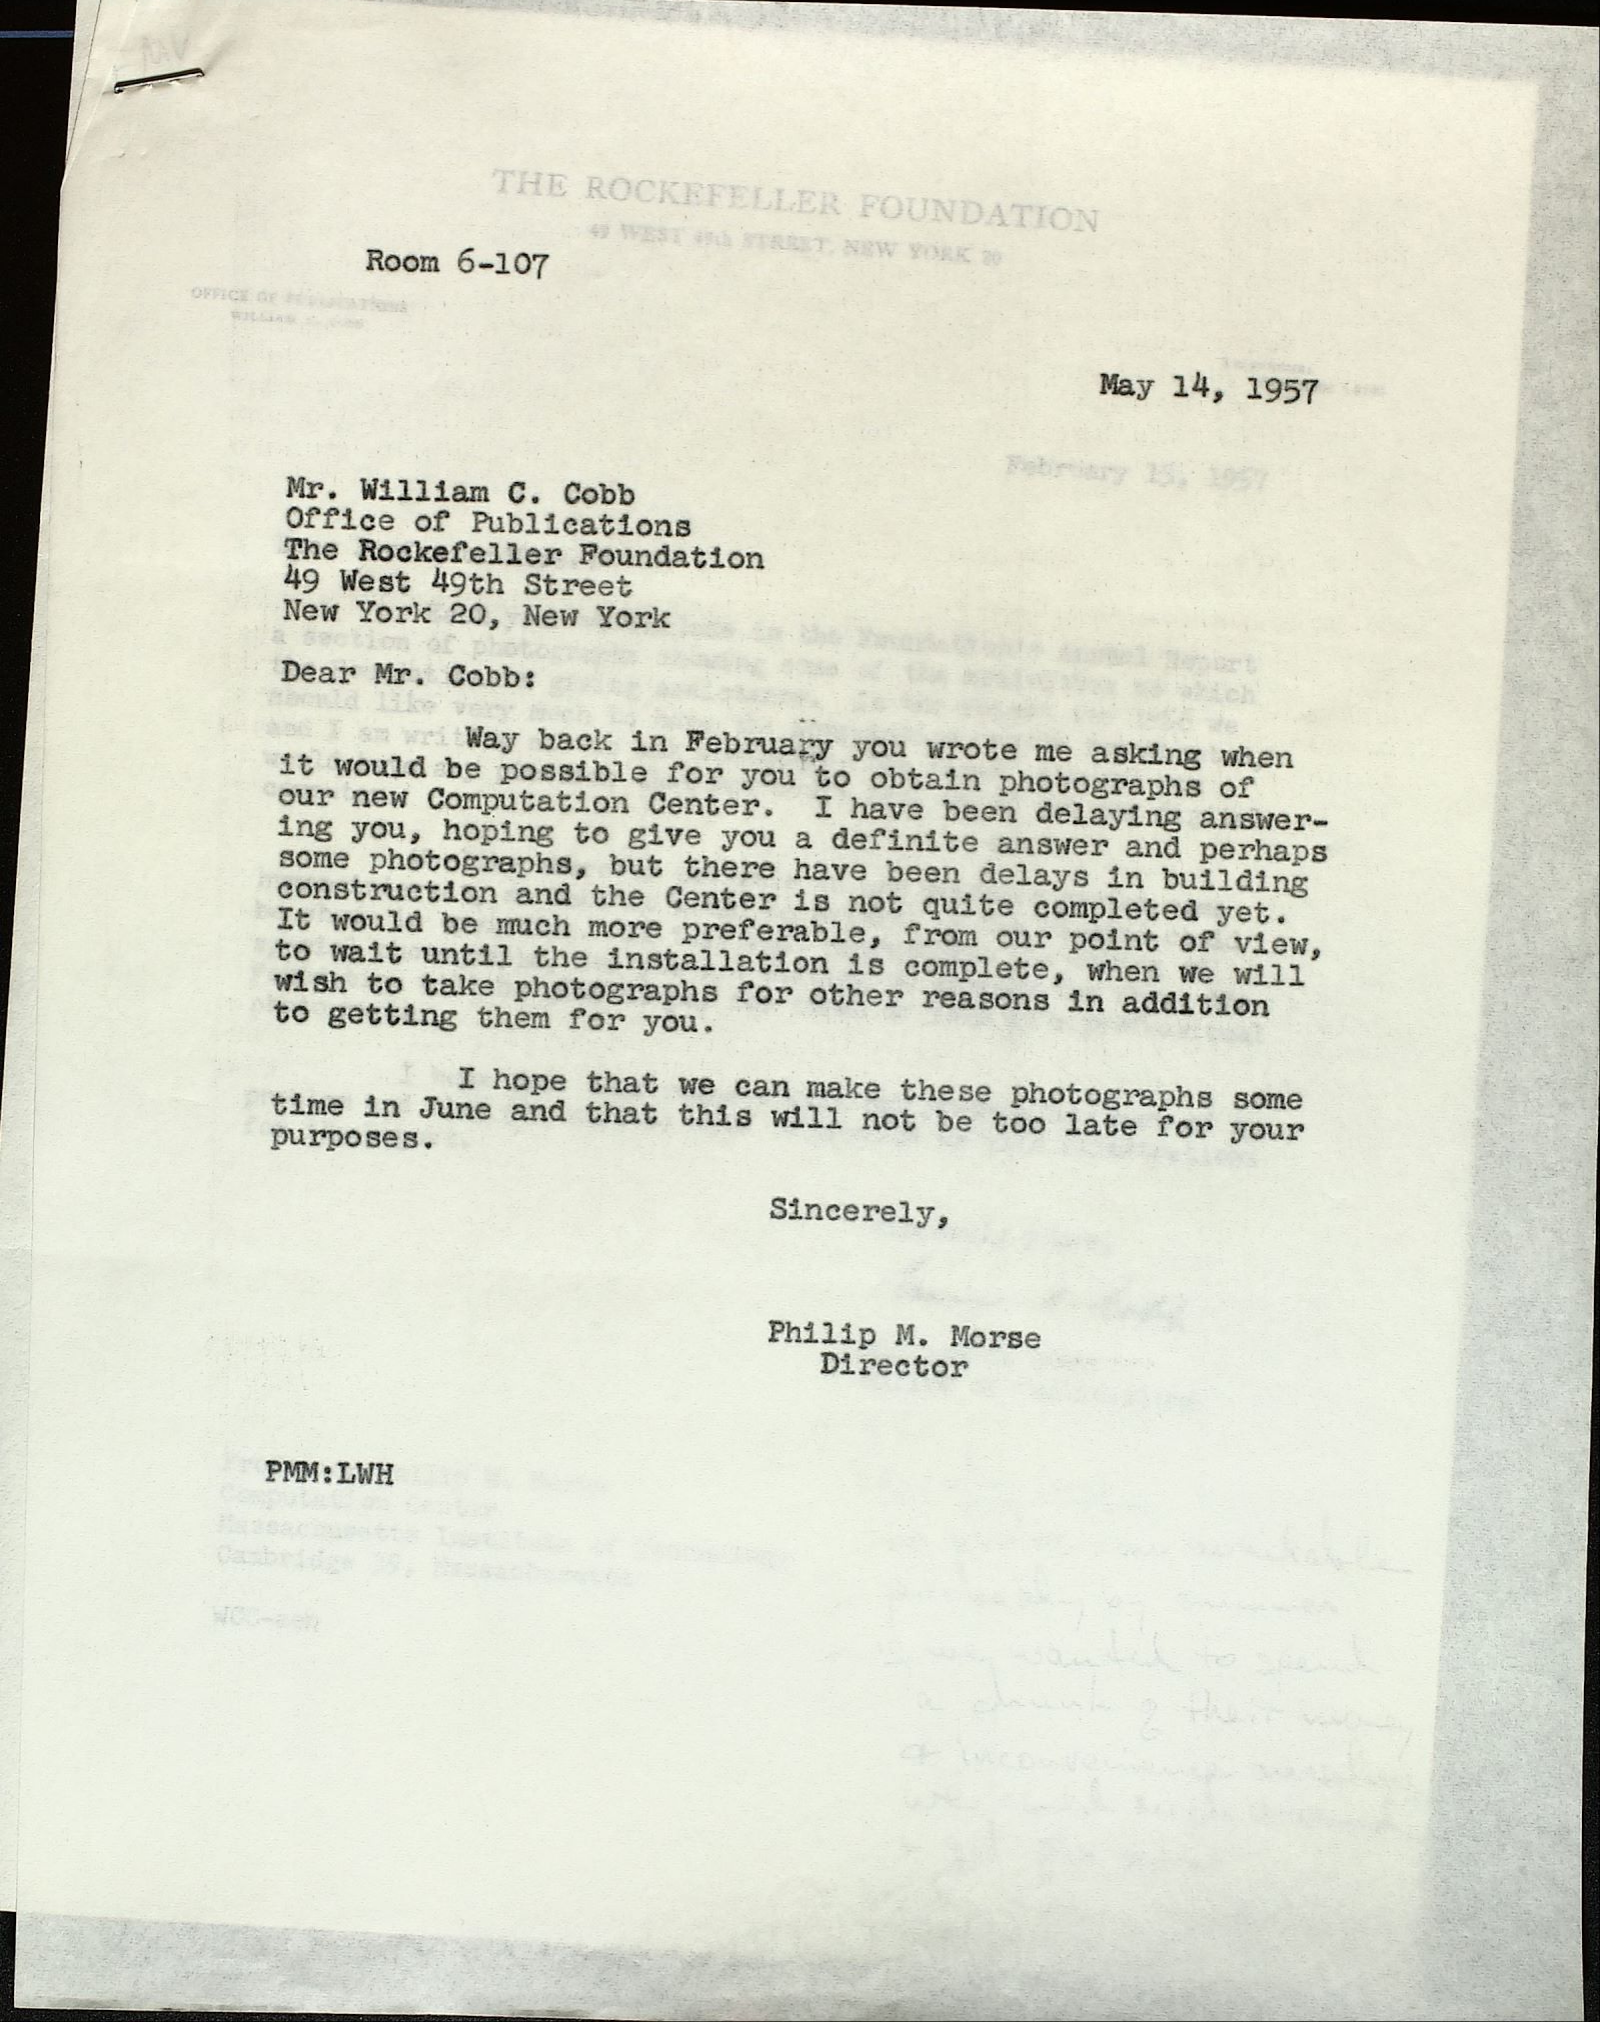 THE ROCKEFELLER FOUNDATION
49 WEST 49th STREET, NEW YORK 20
Room 6-107
OFFICE OF PUBLICATIONS
WILLIAM C. COBB
May 14, 1957
February 15, 1957
Mr. William C. Cobb
Office of Publications
The Rockefeller Foundation
49 West 49th Street
New York 20, New York
Dear Mr. Cobb:
Way back in February you wrote me asking when
it would be possible for you to obtain photographs of
our new Computation Center. I have been delaying answer-
ing you, hoping to give you a definite answer and perhaps
some photographs, but there have been delays in building
construction and the Center is not quite completed yet.
It would be much more preferable, from our point of view,
to wait until the installation is complete, when we will
wish to take photographs for other reasons in addition
to getting them for you.
I hope that we can make these photographs some
time in June and that this will not be too late for your
purposes.
Sincerely,
Philip M. Morse
Director
PMM:LWH
Computation Center
Massachusetts Institute of Technology
Cambridge 39, Massachusetts